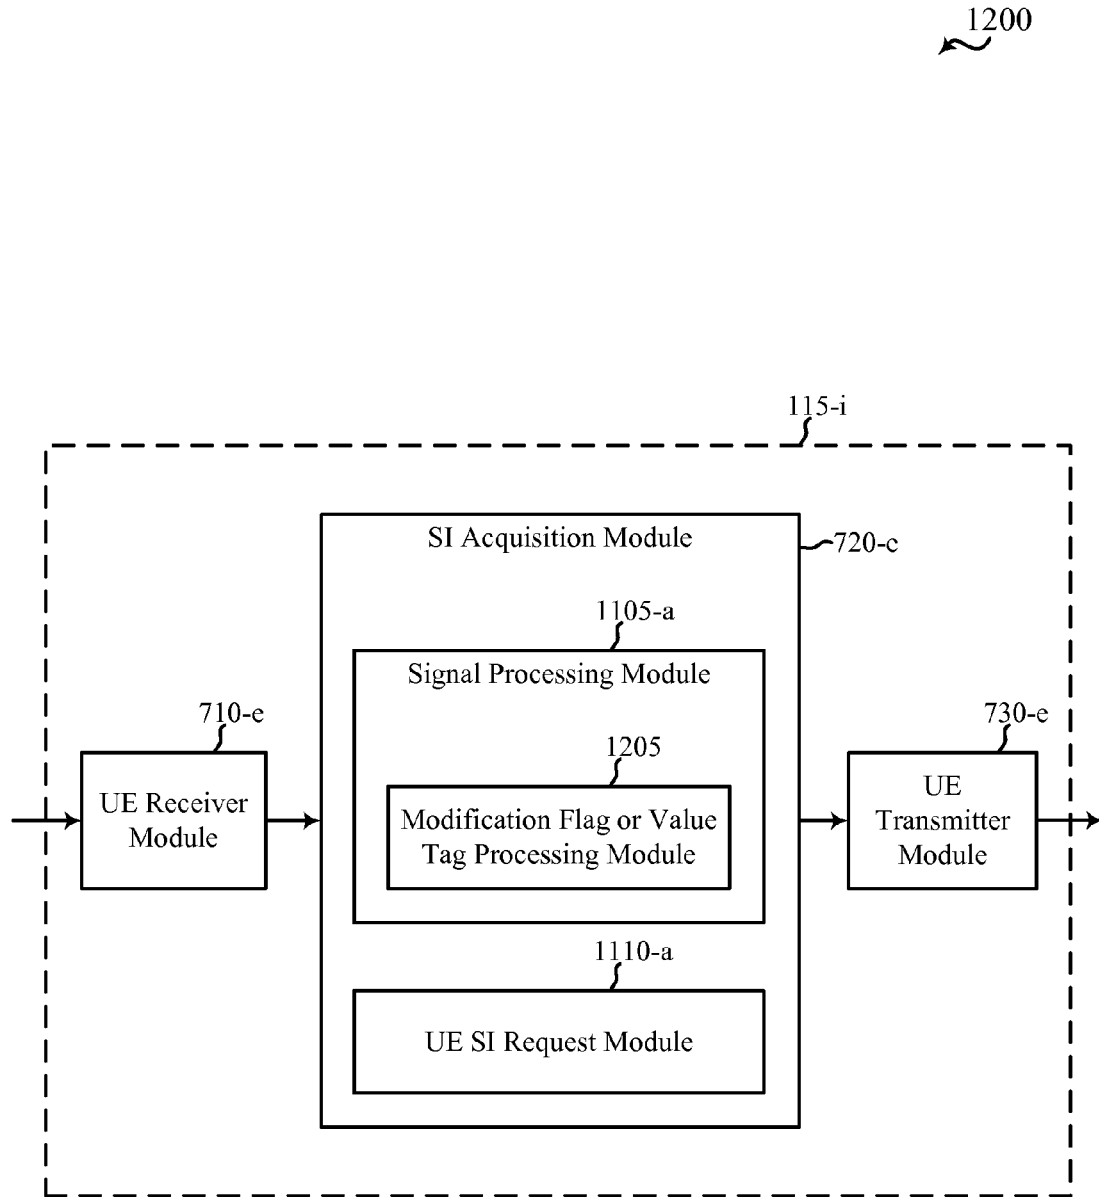 1200
115-i
SI Acquisition Module
720-c
1105-a
Signal Processing Module
710-e
730-e
1205
UE Receiver
Module
Modification Flag or Value
Tag Processing Module
UE
Transmitter
Module
1110-a
UE SI Request Module